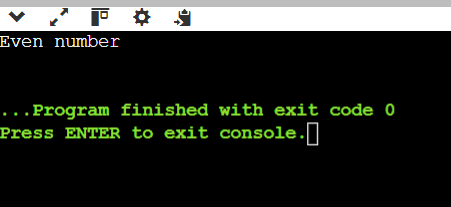 Even number
...Program finished with exit code 0
Press ENTER to exit console.